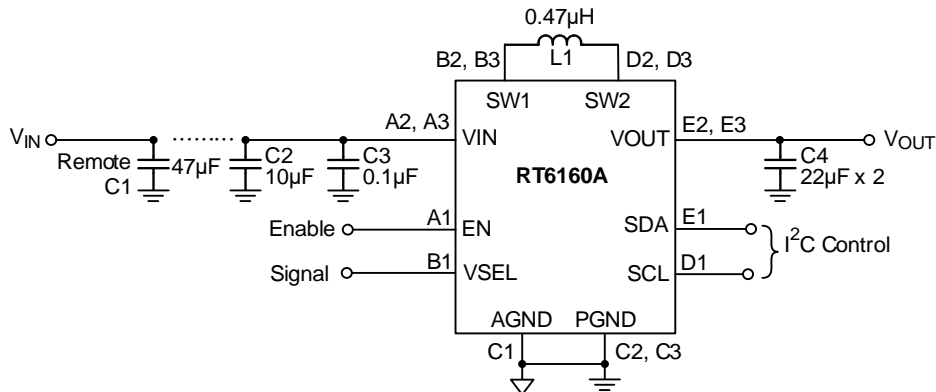 0.47µH
L1
B2, B3
D2, D3
SW1
SW2
A2, A3
VIN
VOUT
E2, E3
V_IN
V_OUT
Remote
C1
47µF
C2
10µF
C3
0.1µF
RT6160A
C4
22µF x 2
Enable
A1
EN
SDA
E1
I²C Control
Signal
B1
VSEL
SCL
D1
AGND
PGND
C1
C2, C3